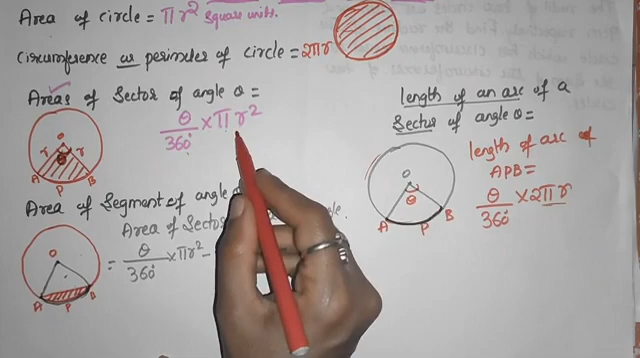 Area of circle = πr² square units.
Circumference or perimeter of circle = 2πr
Areas of Sector of angle θ =
θ/360° × πr²
O
r r
θ
A P B
length of an arc of a
Sector of angle θ =
length of arc of
APB =
θ/360° × 2πr
O
θ
A P B
Area of Segment of angle
Area of Sector
θ/360° × πr² -
=
O
A P B